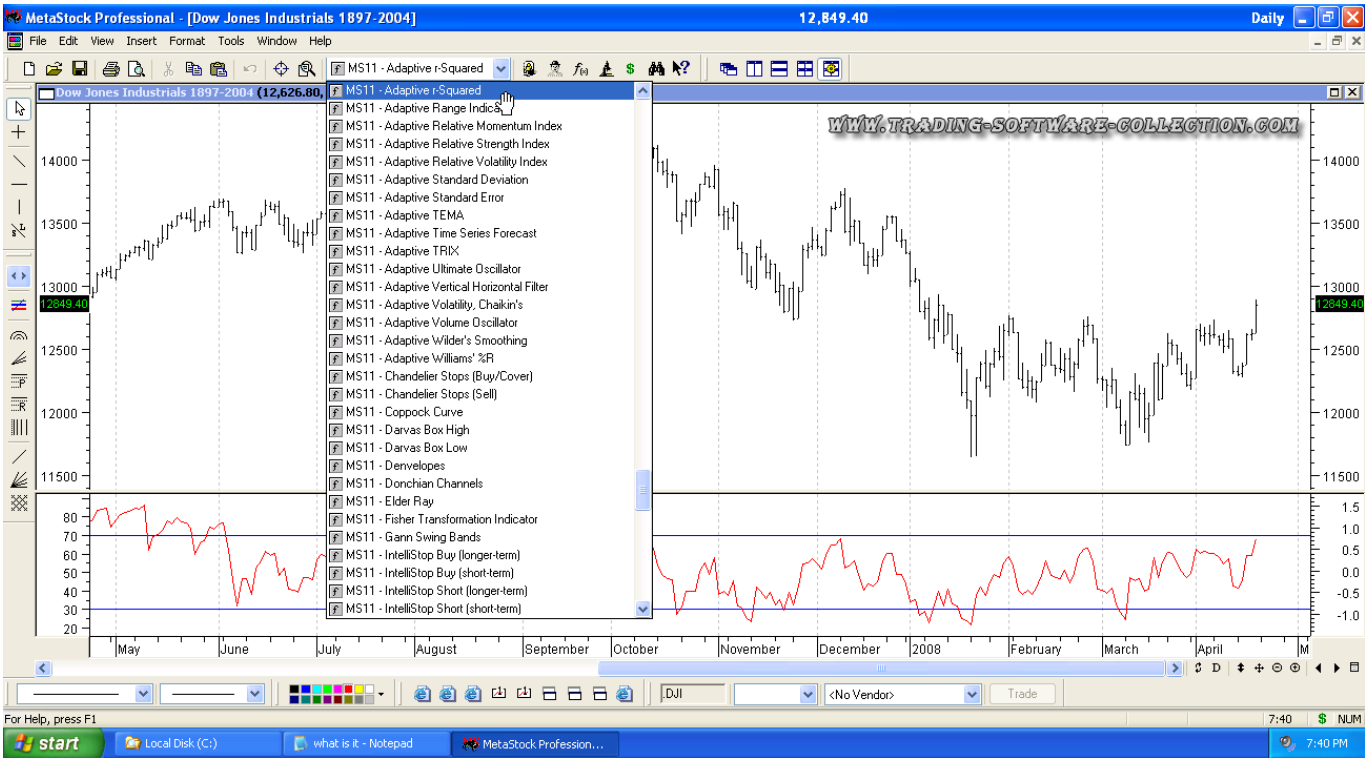 MetaStock Professional - [Dow Jones Industrials 1897-2004] 12,849.40 Daily
File Edit View Insert Format Tools Window Help
MS11 - Adaptive r-Squared
Dow Jones Industrials 1897-2004 (12,626.80,
WWW.TRADING-SOFTWARE-COLLECTION.COM
MS11 - Adaptive r-Squared
MS11 - Adaptive Range Indica
MS11 - Adaptive Relative Momentum Index
MS11 - Adaptive Relative Strength Index
MS11 - Adaptive Relative Volatility Index
MS11 - Adaptive Standard Deviation
MS11 - Adaptive Standard Error
MS11 - Adaptive TEMA
MS11 - Adaptive Time Series Forecast
MS11 - Adaptive TRIX
MS11 - Adaptive Ultimate Oscillator
MS11 - Adaptive Vertical Horizontal Filter
MS11 - Adaptive Volatility, Chaikin's
MS11 - Adaptive Volume Oscillator
MS11 - Adaptive Wilder's Smoothing
MS11 - Adaptive Williams' %R
MS11 - Chandelier Stops (Buy/Cover)
MS11 - Chandelier Stops (Sell)
MS11 - Coppock Curve
MS11 - Darvas Box High
MS11 - Darvas Box Low
MS11 - Denvelopes
MS11 - Donchian Channels
MS11 - Elder Ray
MS11 - Fisher Transformation Indicator
MS11 - Gann Swing Bands
MS11 - IntelliStop Buy (longer-term)
MS11 - IntelliStop Buy (short-term)
MS11 - IntelliStop Short (longer-term)
MS11 - IntelliStop Short (short-term)
14000 14000
13500 13500
13000 13000
12849.40 12849.40
12500 12500
12000 12000
11500 11500
80 1.5
70 1.0
60 0.5
50 0.0
40 -0.5
30 -1.0
20
May June July August September October November December 2008 February March April M
D
.DJI <No Vendor> Trade
For Help, press F1 7:40 $ NUM
start Local Disk (C:) what is it - Notepad MetaStock Profession... 7:40 PM